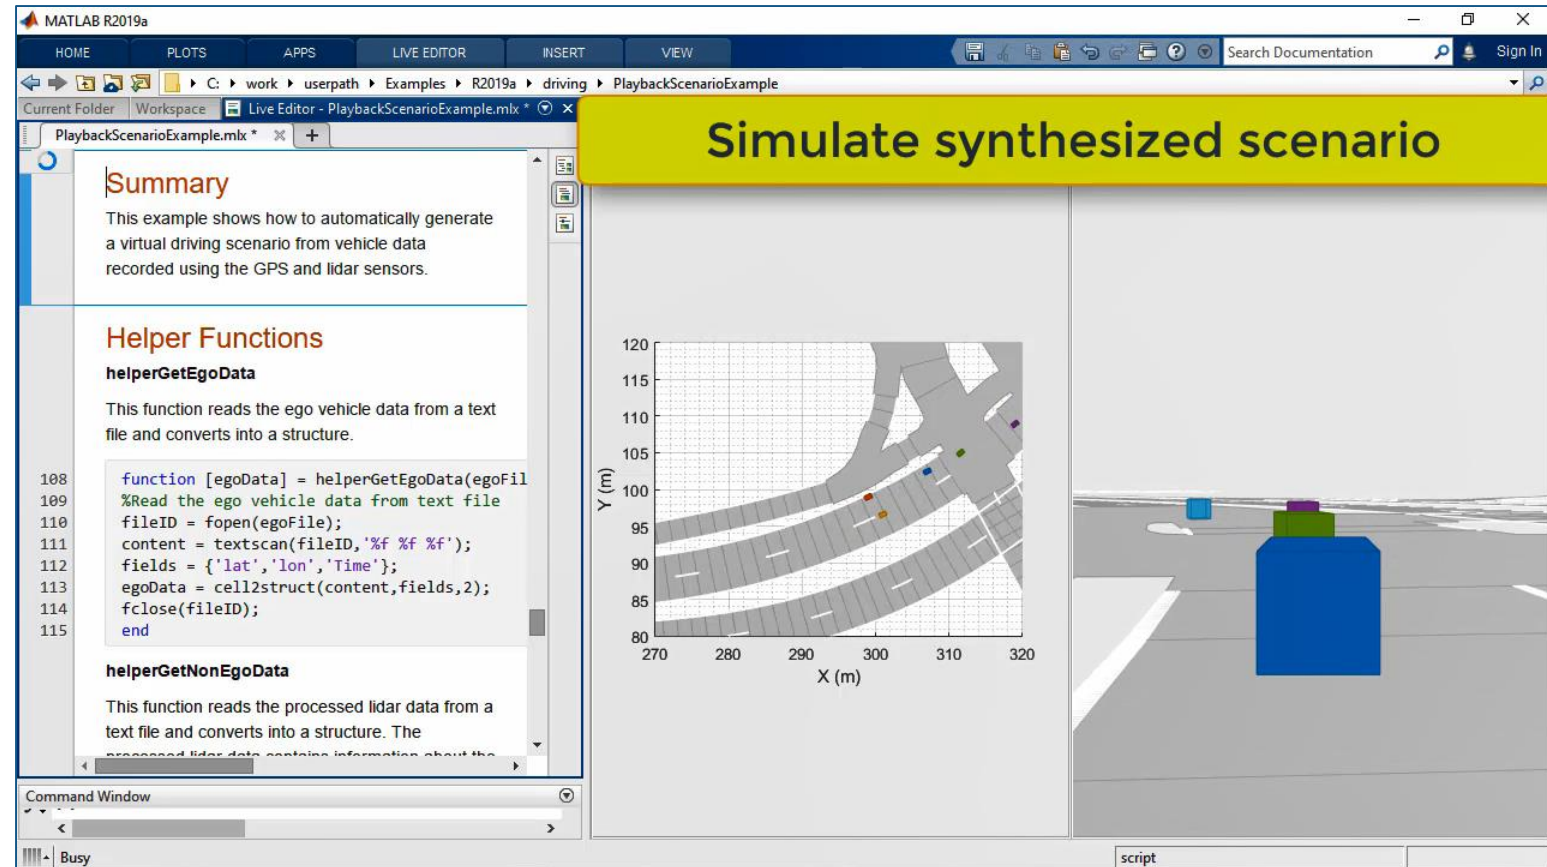 MATLAB R2019a
HOME PLOTS APPS LIVE EDITOR INSERT VIEW Search Documentation Sign In
C: work userpath Examples R2019a driving PlaybackScenarioExample
Current Folder Workspace Live Editor - PlaybackScenarioExample.mlx *
PlaybackScenarioExample.mlx *
Simulate synthesized scenario
Summary
This example shows how to automatically generate
a virtual driving scenario from vehicle data
recorded using the GPS and lidar sensors.
Helper Functions
helperGetEgoData
This function reads the ego vehicle data from a text
file and converts into a structure.
108 function [egoData] = helperGetEgoData(egoFil
109 %Read the ego vehicle data from text file
110 fileID = fopen(egoFile);
111 content = textscan(fileID,'%f %f %f');
112 fields = {'lat','lon','Time'};
113 egoData = cell2struct(content,fields,2);
114 fclose(fileID);
115 end
helperGetNonEgoData
This function reads the processed lidar data from a
text file and converts into a structure. The
processed lidar data contains information about the
120
115
110
105
100
95
90
85
80
Y (m)
270 280 290 300 310 320
X (m)
Command Window
Busy
script